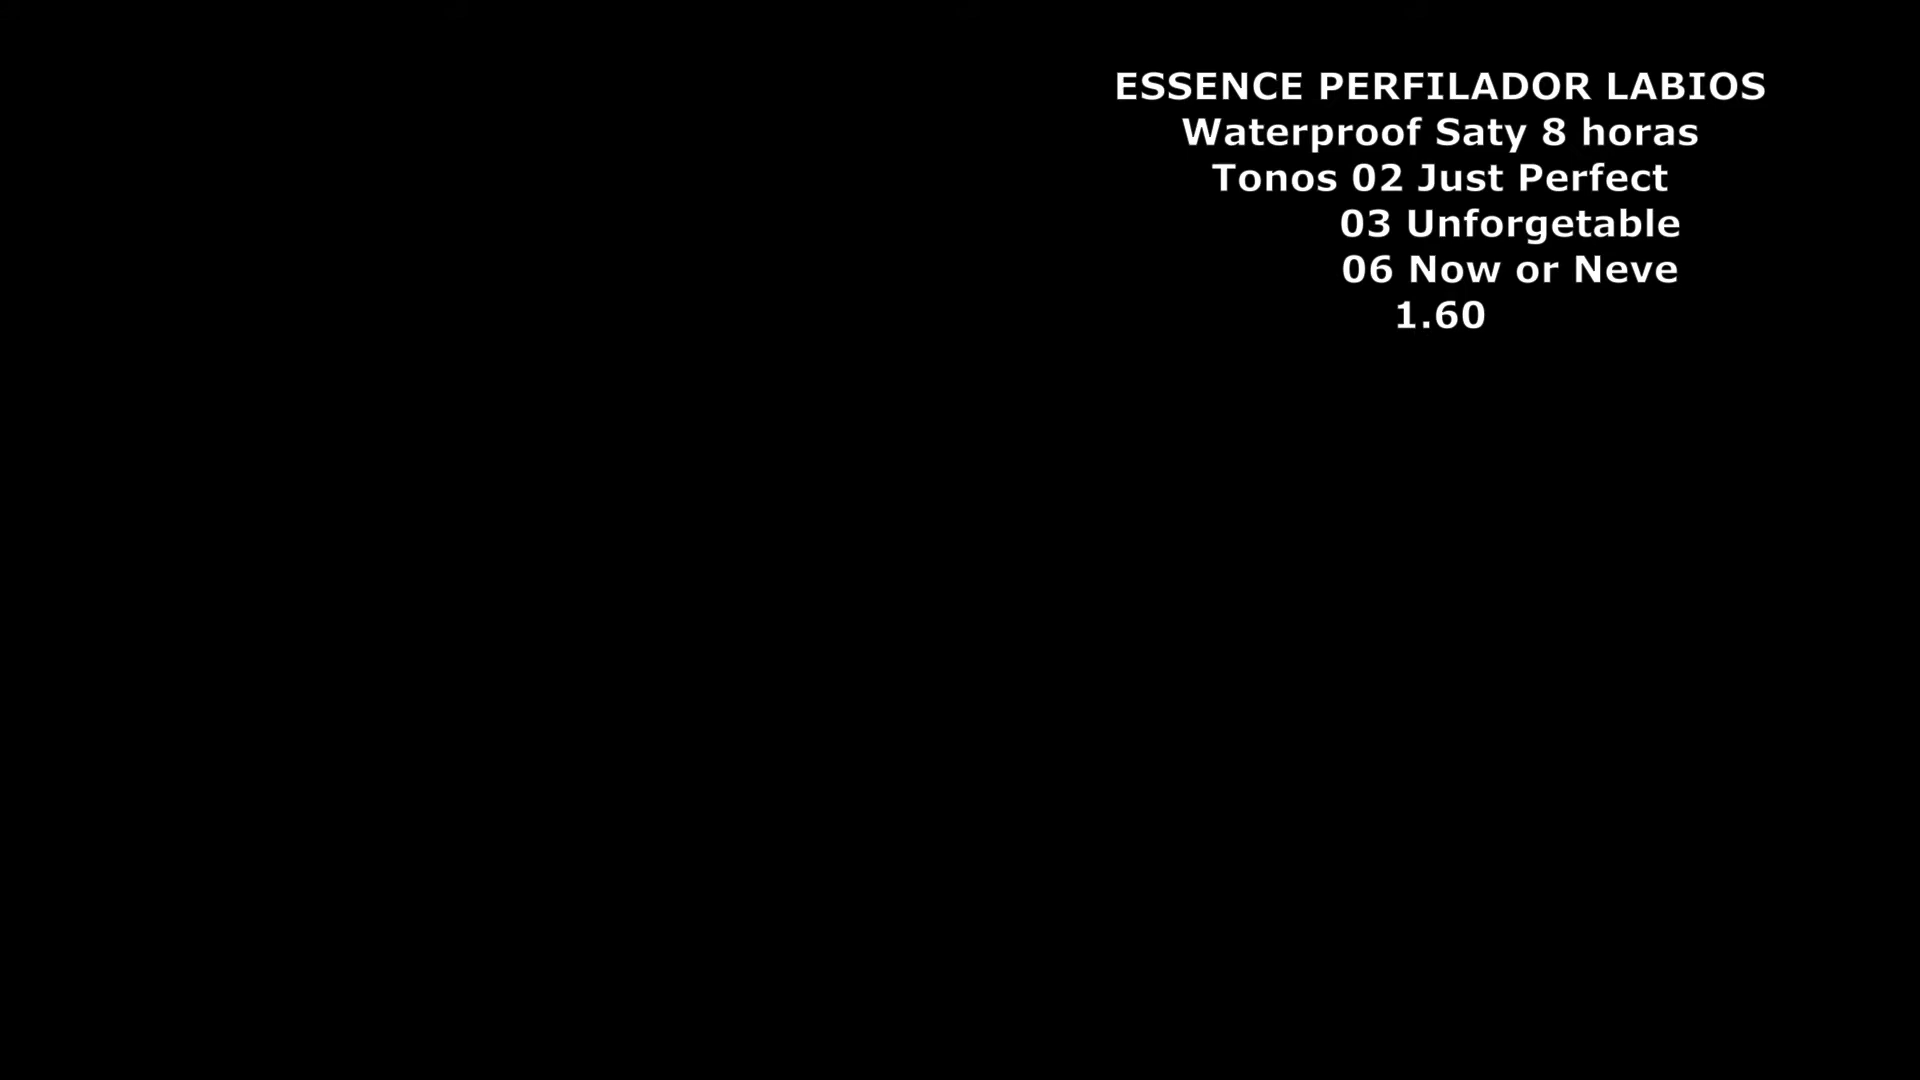 ESSENCE PERFILADOR LABIOS
Waterproof Saty 8 horas
Tonos 02 Just Perfect
03 Unforgetable
06 Now or Neve
1.60